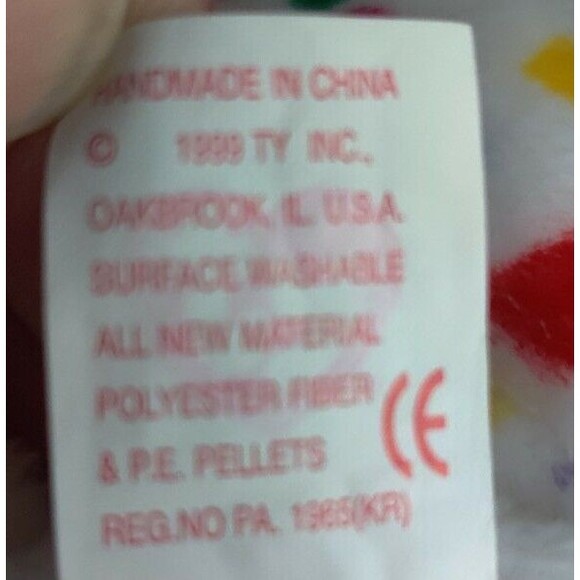 HANDMADE IN CHINA
© 1999 TY INC.,
OAKBROOK, IL. U.S.A.
SURFACE WASHABLE
ALL NEW MATERIAL
POLYESTER FIBER
& P.E. PELLETS CE
REG.NO PA. 1965(KR)